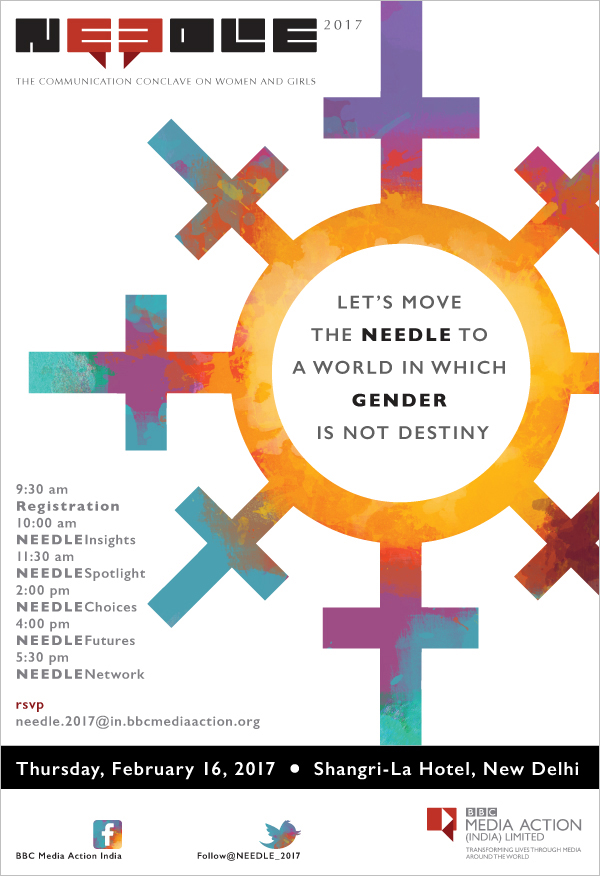 NEEDLE 2017
THE COMMUNICATION CONCLAVE ON WOMEN AND GIRLS
LET'S MOVE
THE NEEDLE TO
A WORLD IN WHICH
GENDER
IS NOT DESTINY
9:30 am
Registration
10:00 am
NEEDLEInsights
11:30 am
NEEDLESpotlight
2:00 pm
NEEDLEChoices
4:00 pm
NEEDLEFutures
5:30 pm
NEEDLENetwork
rsvp
needle.2017@in.bbcmediaaction.org
Thursday, February 16, 2017 • Shangri-La Hotel, New Delhi
BBC Media Action India
Follow@NEEDLE_2017
BBC
MEDIA ACTION
(INDIA) LIMITED
TRANSFORMING LIVES THROUGH MEDIA
AROUND THE WORLD